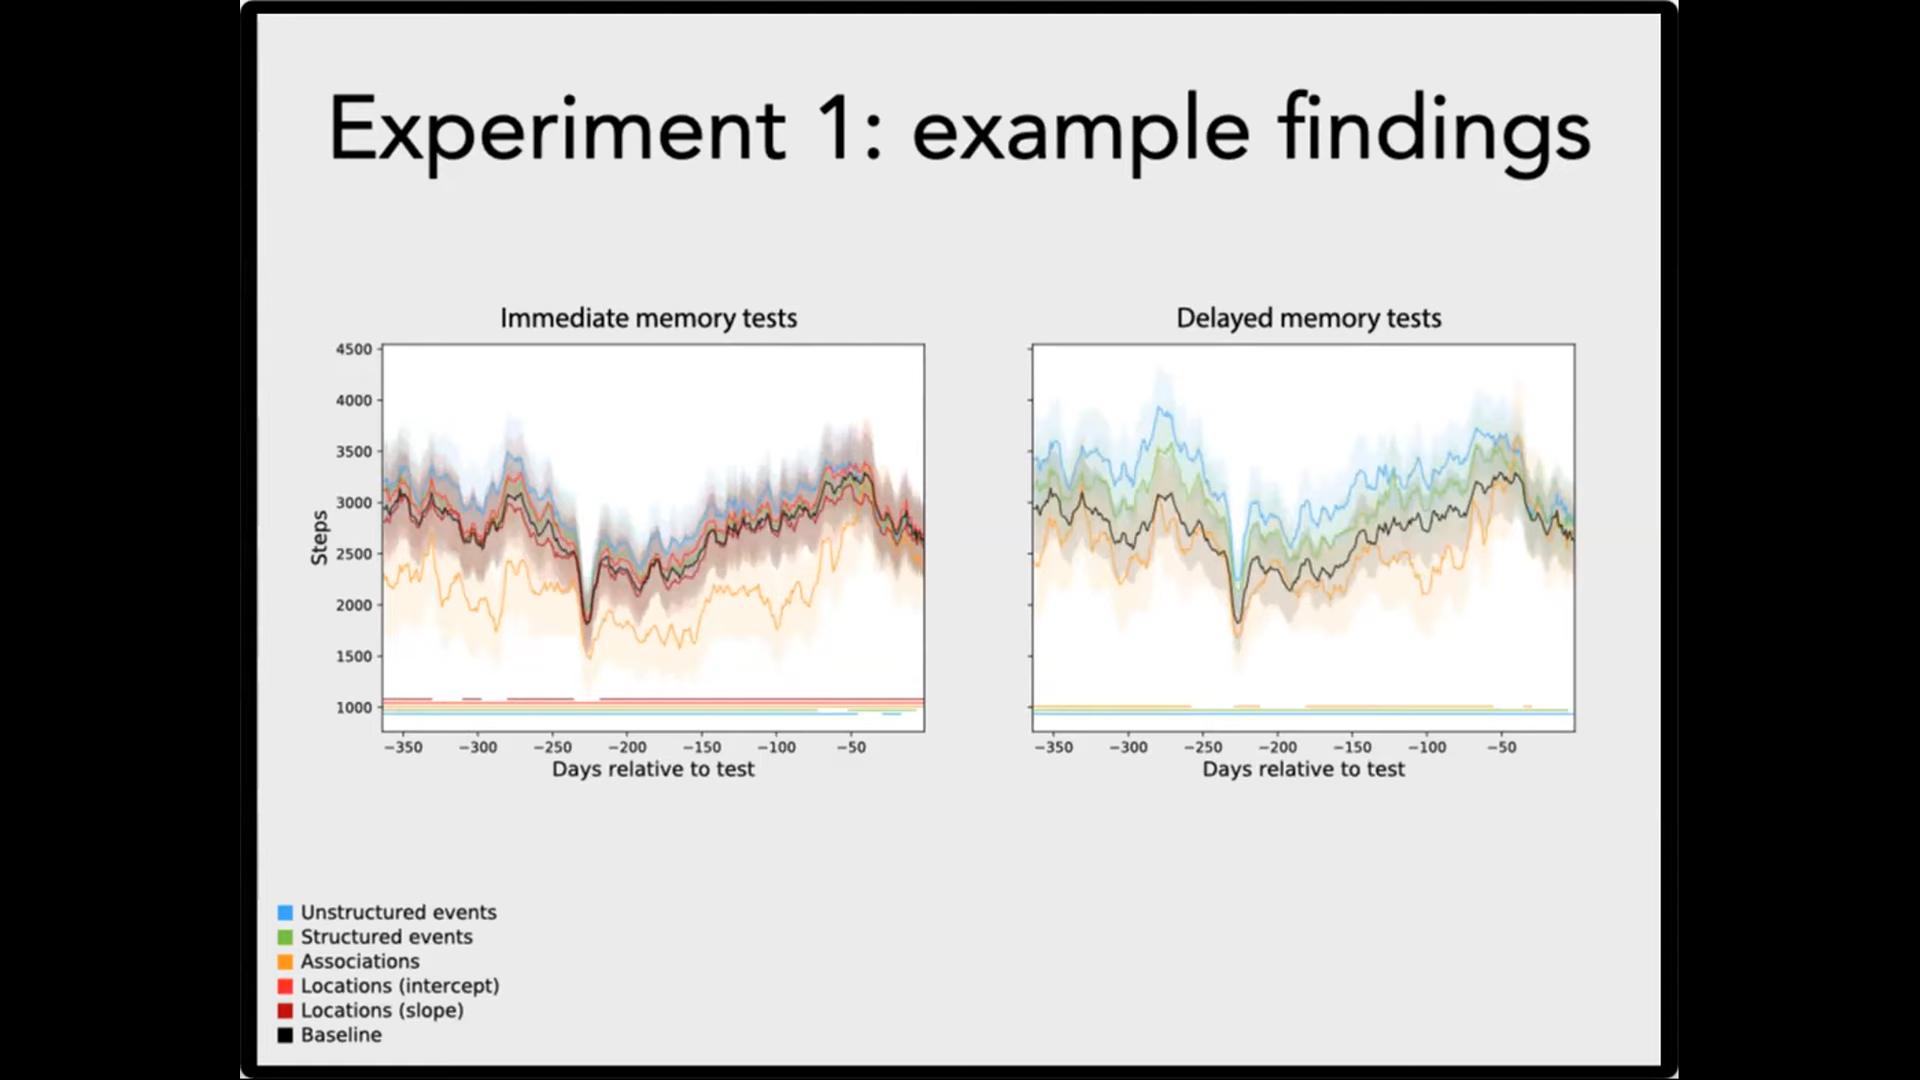 Experiment 1: example findings
Immediate memory tests
4500
4000
3500
3000
2500
2000
1500
1000
Steps
−350 −300 −250 −200 −150 −100 −50
Days relative to test
Delayed memory tests
−350 −300 −250 −200 −150 −100 −50
Days relative to test
Unstructured events
Structured events
Associations
Locations (intercept)
Locations (slope)
Baseline